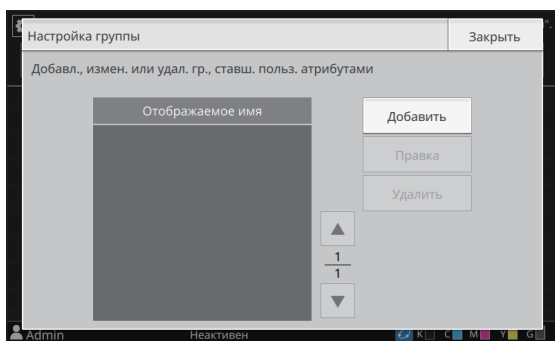 Настройка группы
Закрыть
Добавл., измен. или удал. гр., ставш. польз. атрибутами
Отображаемое имя
Добавить
Правка
Удалить
1
1
Admin
Неактивен
K C M Y G